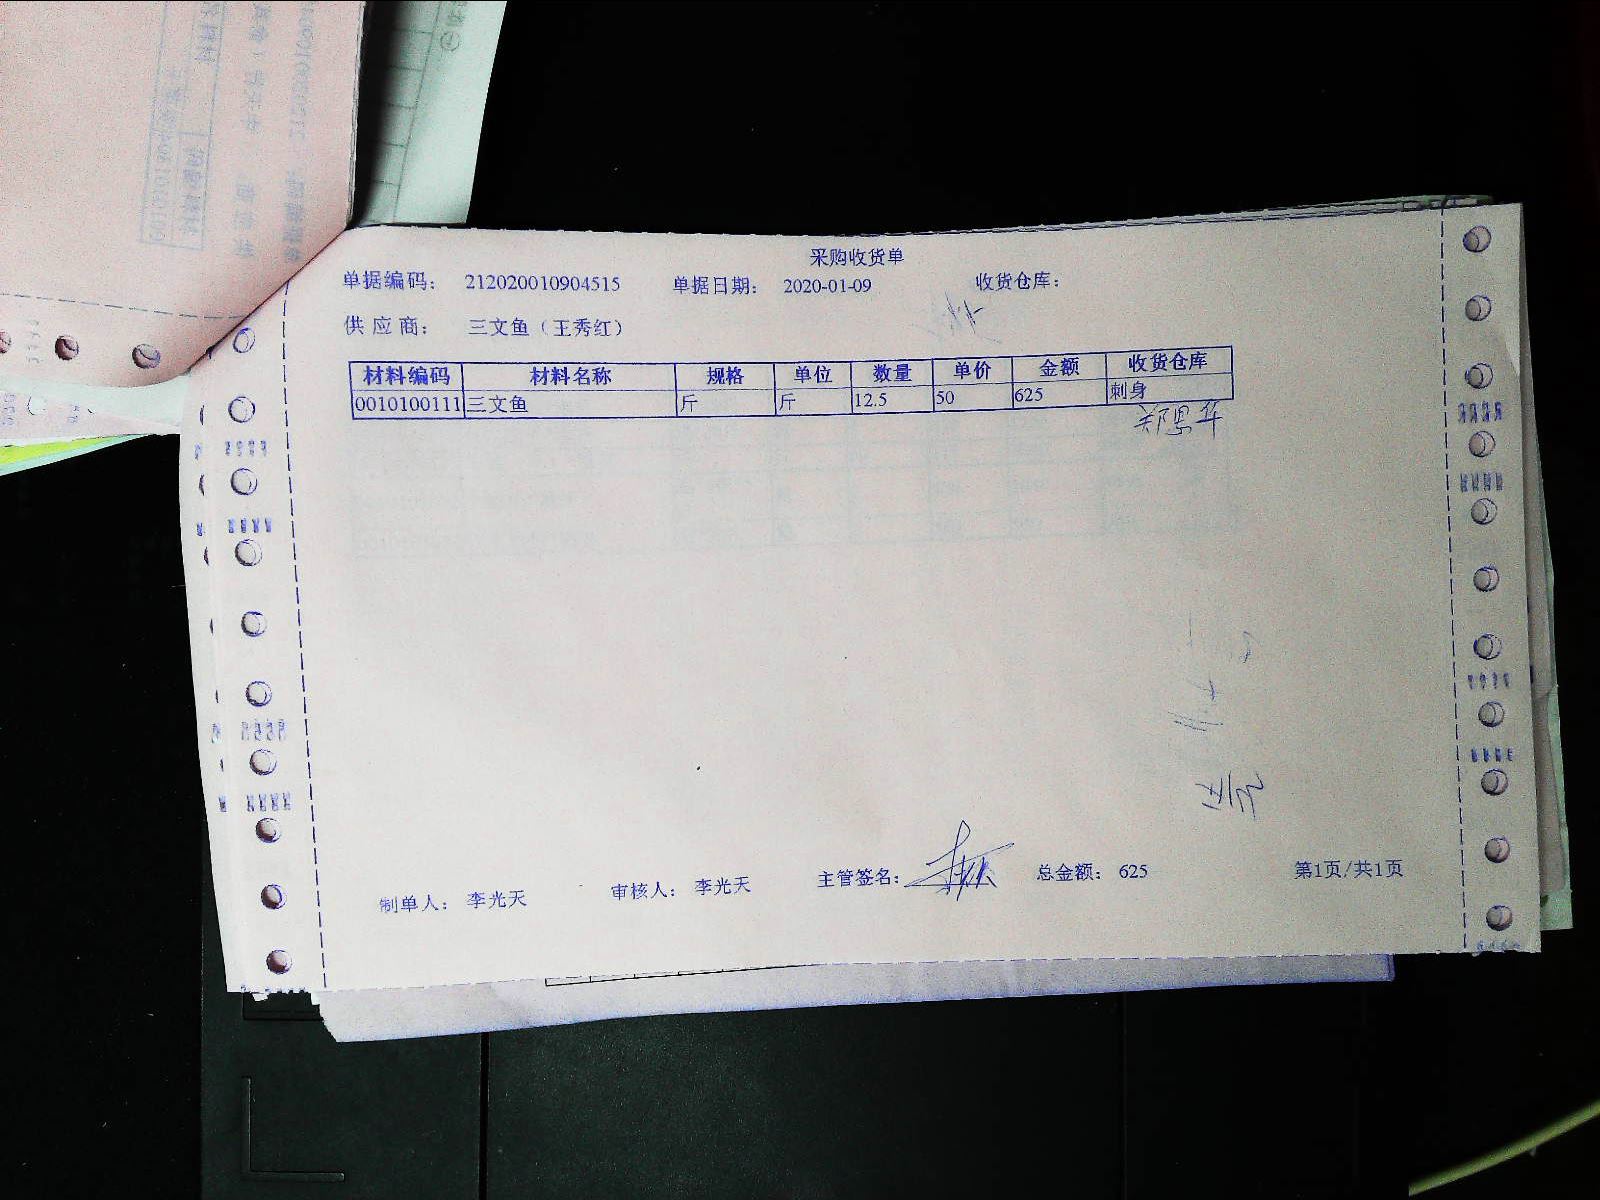 采购收货单
单据编码： 212020010904515 单据日期： 2020-01-09 收货仓库：
供应商： 三文鱼（王秀红）
材料编码 材料名称 规格 单位 数量 单价 金额 收货仓库
0010100111 三文鱼 斤 斤 12.5 50 625 刺身
郑思华
制单人： 李光天 审核人： 李光天 主管签名： 总金额： 625 第1页/共1页